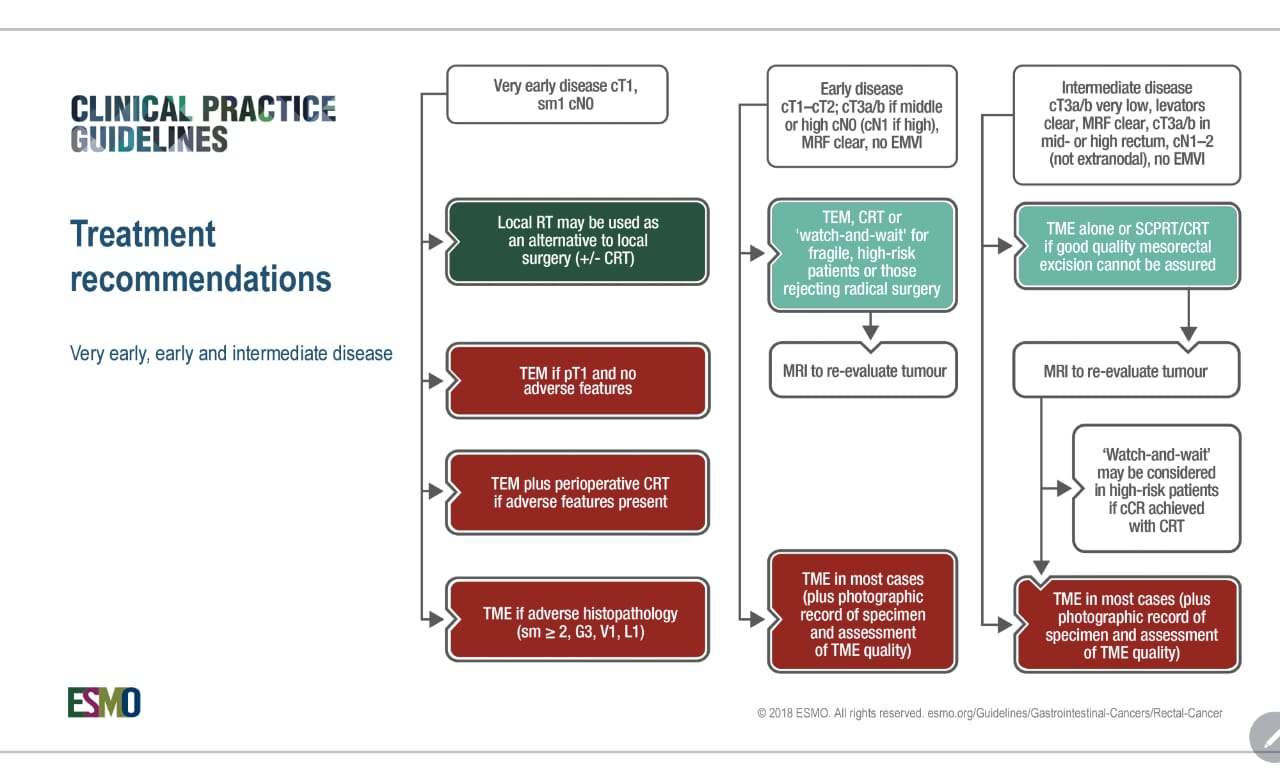 CLINICAL PRACTICE
GUIDELINES
Treatment
recommendations
Very early, early and intermediate disease
Very early disease cT1,
sm1 cN0
Local RT may be used as
an alternative to local
surgery (+/- CRT)
TEM if pT1 and no
adverse features
TEM plus perioperative CRT
if adverse features present
TME if adverse histopathology
(sm ≥ 2, G3, V1, L1)
Early disease
cT1–cT2; cT3a/b if middle
or high cN0 (cN1 if high),
MRF clear, no EMVI
TEM, CRT or
'watch-and-wait' for
fragile, high-risk
patients or those
rejecting radical surgery
MRI to re-evaluate tumour
TME in most cases
(plus photographic
record of specimen
and assessment
of TME quality)
Intermediate disease
cT3a/b very low, levators
clear, MRF clear, cT3a/b in
mid- or high rectum, cN1–2
(not extranodal), no EMVI
TME alone or SCPRT/CRT
if good quality mesorectal
excision cannot be assured
MRI to re-evaluate tumour
‘Watch-and-wait’
may be considered
in high-risk patients
if cCR achieved
with CRT
TME in most cases (plus
photographic record of
specimen and assessment
of TME quality)
ESMO
© 2018 ESMO. All rights reserved. esmo.org/Guidelines/Gastrointestinal-Cancers/Rectal-Cancer